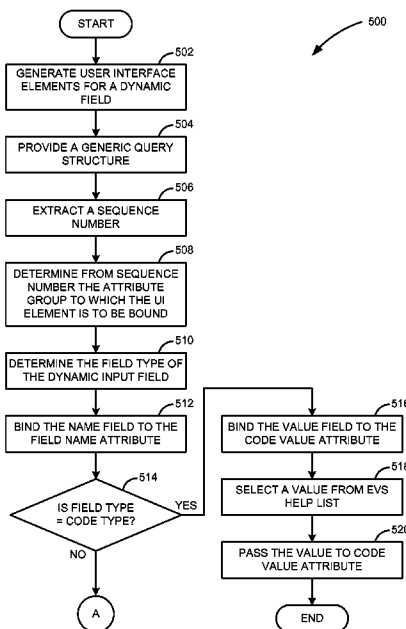 START
500
502
GENERATE USER INTERFACE
ELEMENTS FOR A DYNAMIC
FIELD
504
PROVIDE A GENERIC QUERY
STRUCTURE
506
EXTRACT A SEQUENCE
NUMBER
508
DETERMINE FROM SEQUENCE
NUMBER THE ATTRIBUTE
GROUP TO WHICH THE UI
ELEMENT IS TO BE BOUND
510
DETERMINE THE FIELD TYPE OF
THE DYNAMIC INPUT FIELD
512
BIND THE NAME FIELD TO THE
FIELD NAME ATTRIBUTE
514
IS FIELD TYPE
= CODE TYPE?
YES
NO
A
516
BIND THE VALUE FIELD TO THE
CODE VALUE ATTRIBUTE
518
SELECT A VALUE FROM EVS
HELP LIST
520
PASS THE VALUE TO CODE
VALUE ATTRIBUTE
END